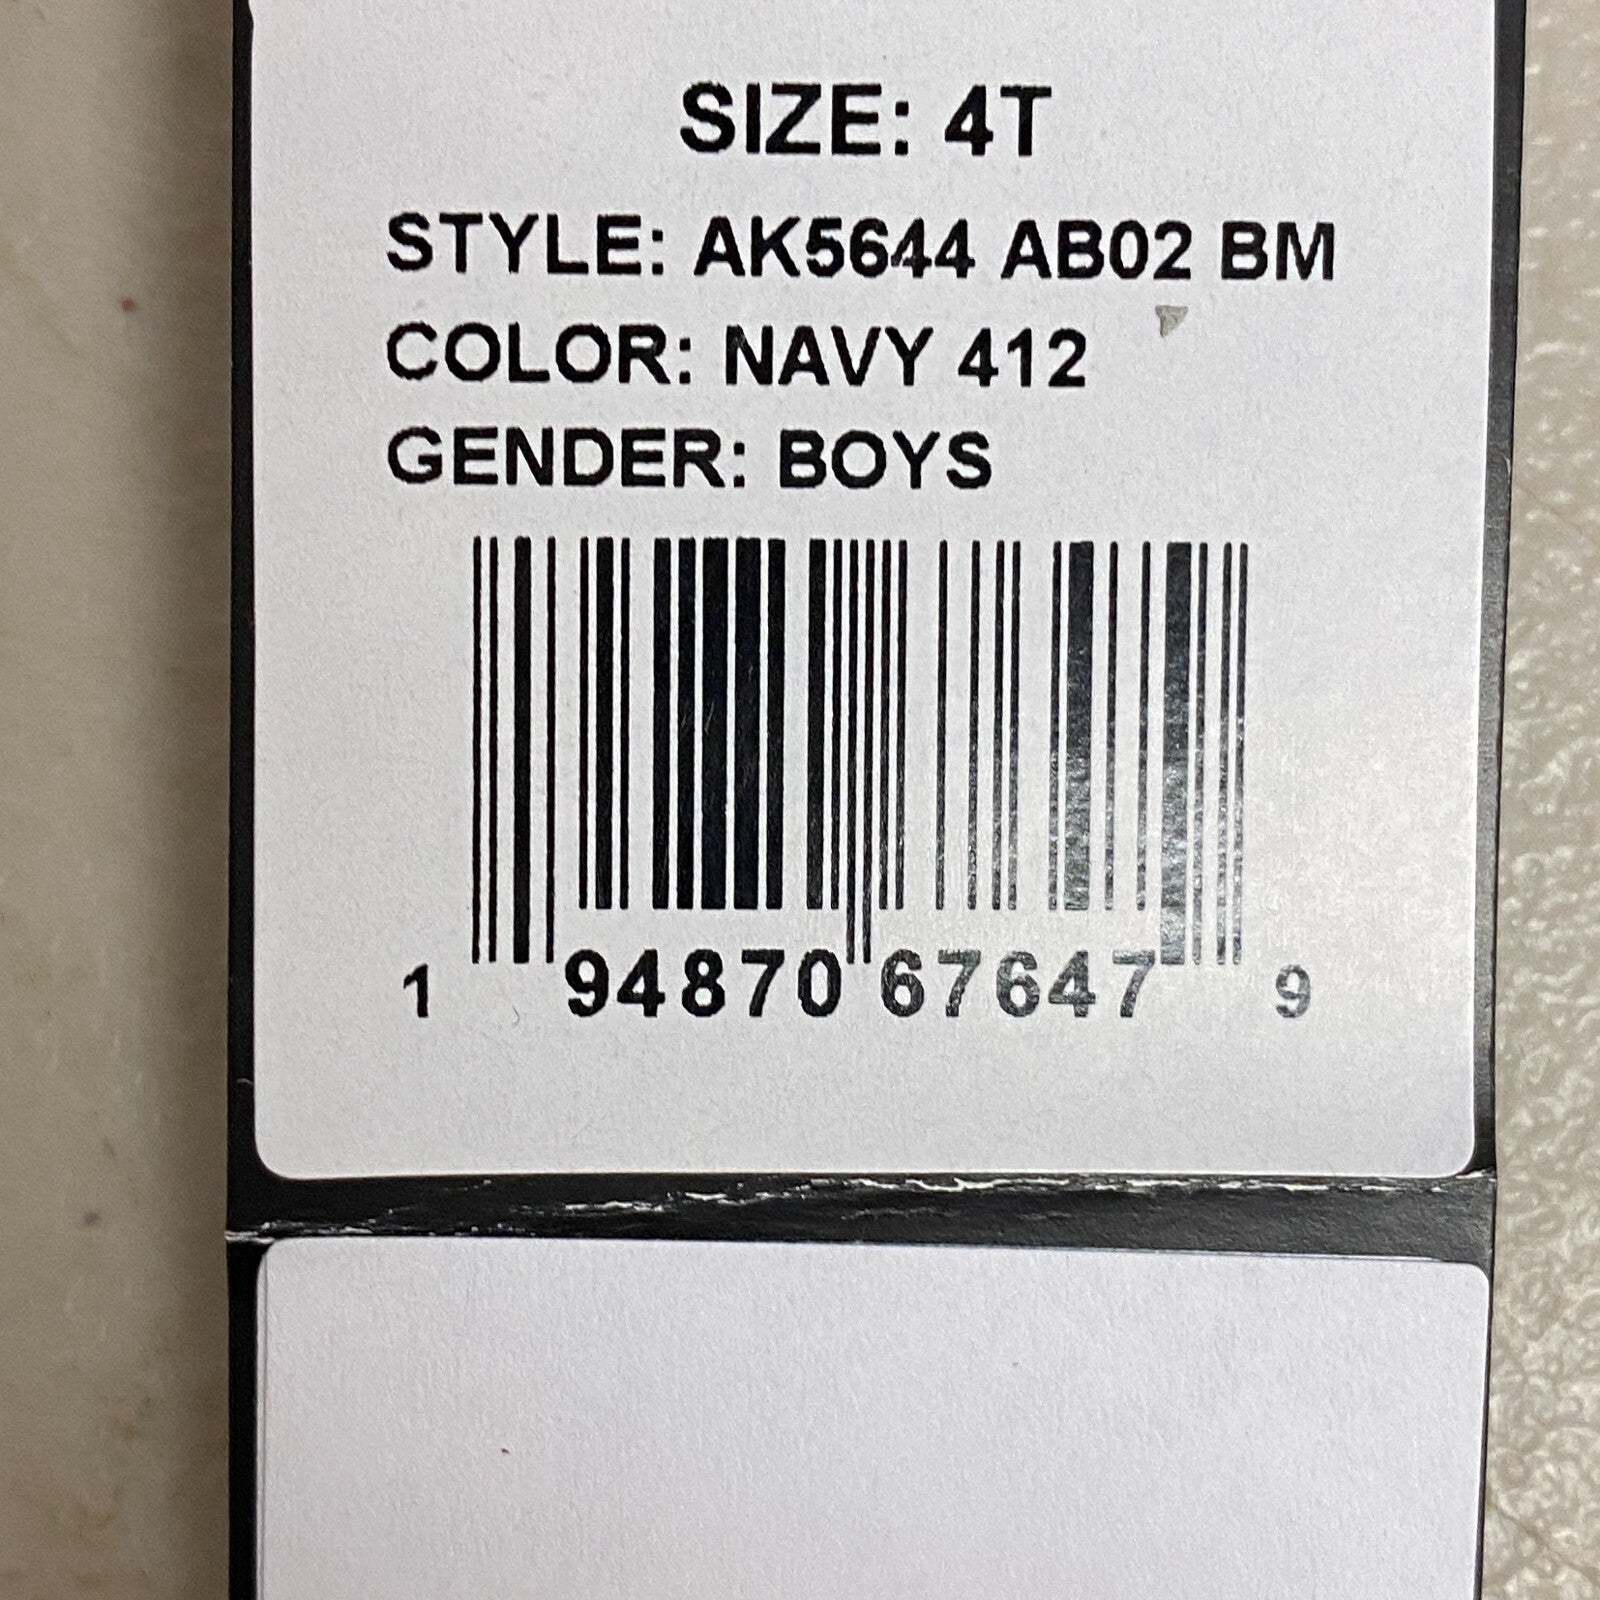 SIZE: 4T
STYLE: AK5644 AB02 BM
COLOR: NAVY 412
GENDER: BOYS
1 94870 67647 9